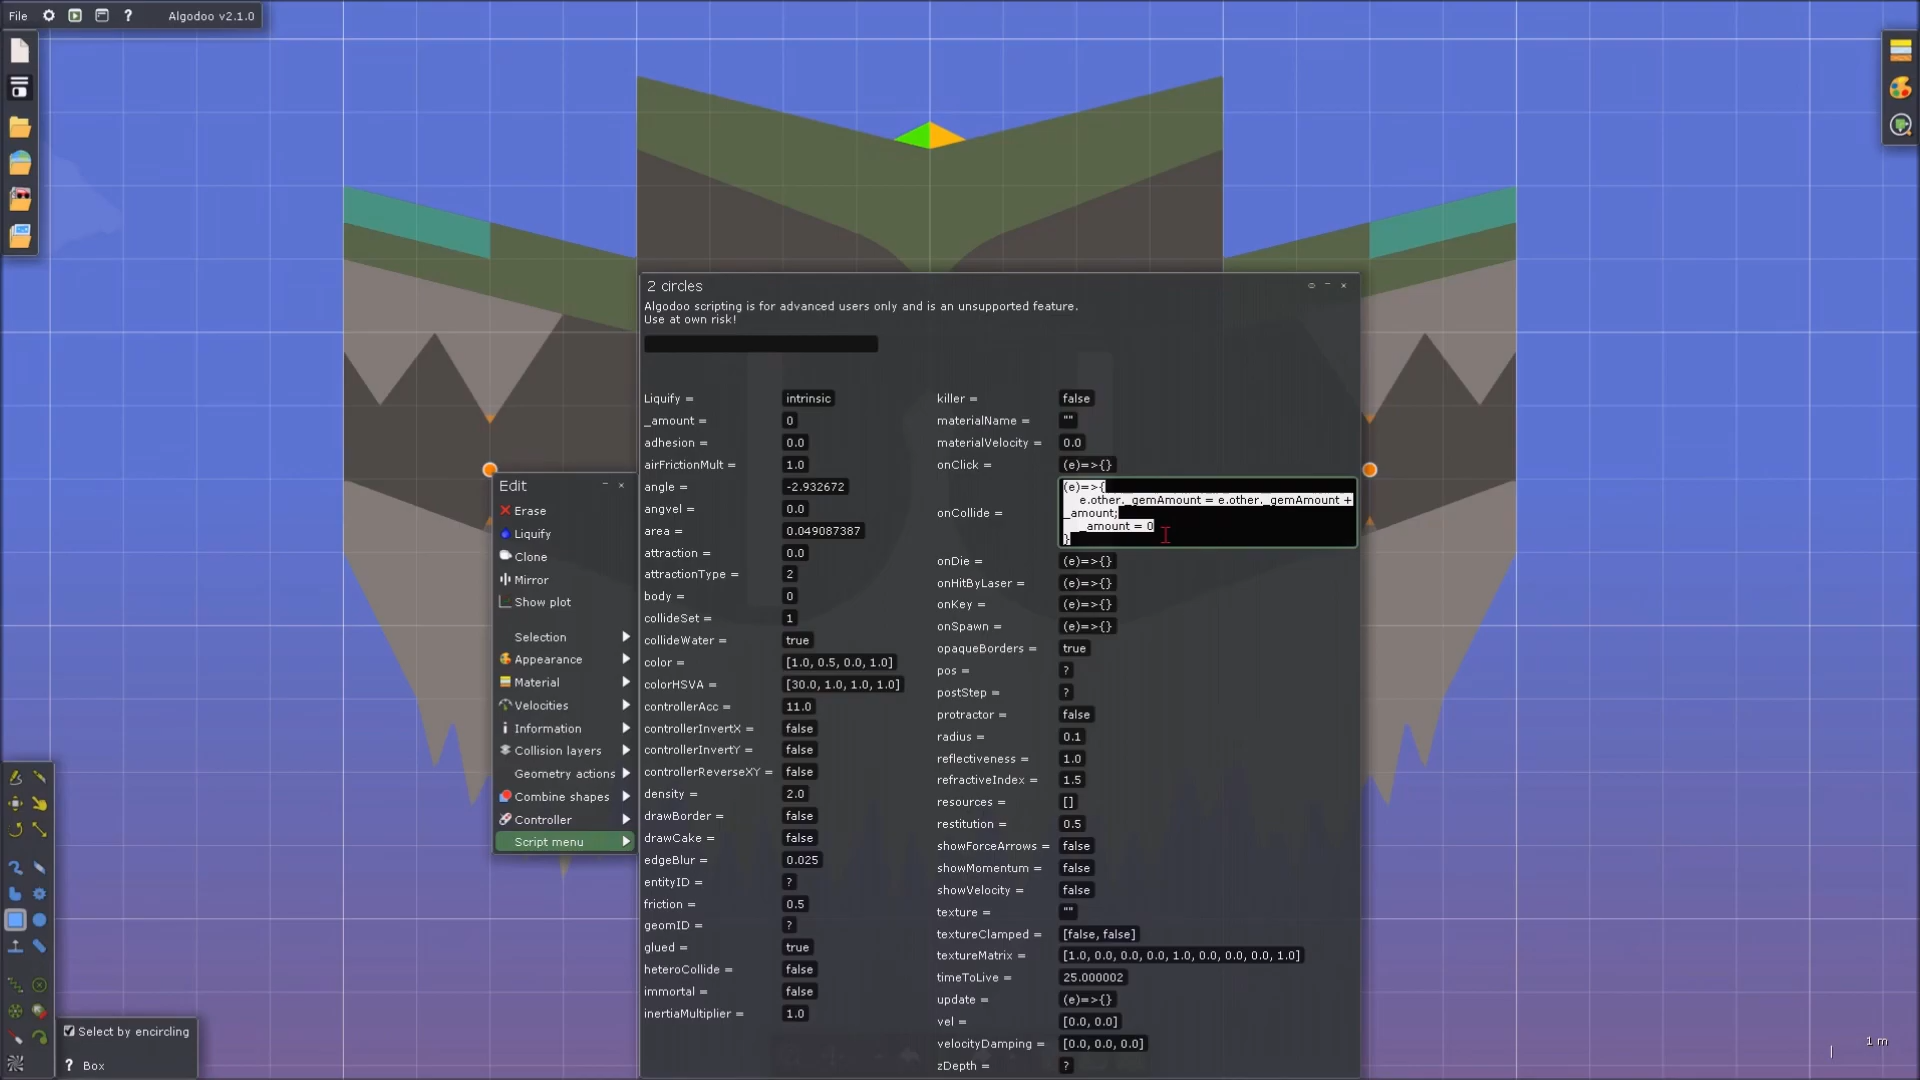 File ? Algodoo v2.1.0
2 circles
Algodoo scripting is for advanced users only and is an unsupported feature.
Use at own risk!
Liquify = intrinsic
_amount = 0
adhesion = 0.0
airFrictionMult = 1.0
angle = -2.932672
angvel = 0.0
area = 0.049087387
attraction = 0.0
attractionType = 2
body = 0
collideSet = 1
collideWater = true
color = [1.0, 0.5, 0.0, 1.0]
colorHSVA = [30.0, 1.0, 1.0, 1.0]
controllerAcc = 11.0
controllerInvertX = false
controllerInvertY = false
controllerReverseXY = false
density = 2.0
drawBorder = false
drawCake = false
edgeBlur = 0.025
entityID = ?
friction = 0.5
geomID = ?
glued = true
heteroCollide = false
immortal = false
inertiaMultiplier = 1.0
killer = false
materialName = ""
materialVelocity = 0.0
onClick = (e)=>{}
onCollide = (e)=>{
e.other._gemAmount = e.other._gemAmount +
_amount;
_amount = 0
}
onDie = (e)=>{}
onHitByLaser = (e)=>{}
onKey = (e)=>{}
onSpawn = (e)=>{}
opaqueBorders = true
pos = ?
postStep = ?
protractor = false
radius = 0.1
reflectiveness = 1.0
refractiveIndex = 1.5
resources = []
restitution = 0.5
showForceArrows = false
showMomentum = false
showVelocity = false
texture = ""
textureClamped = [false, false]
textureMatrix = [1.0, 0.0, 0.0, 0.0, 1.0, 0.0, 0.0, 0.0, 1.0]
timeToLive = 25.000002
update = (e)=>{}
vel = [0.0, 0.0]
velocityDamping = [0.0, 0.0, 0.0]
zDepth = ?
Edit
Erase
Liquify
Clone
Mirror
Show plot
Selection
Appearance
Material
Velocities
Information
Collision layers
Geometry actions
Combine shapes
Controller
Script menu
Select by encircling
? Box
1 m